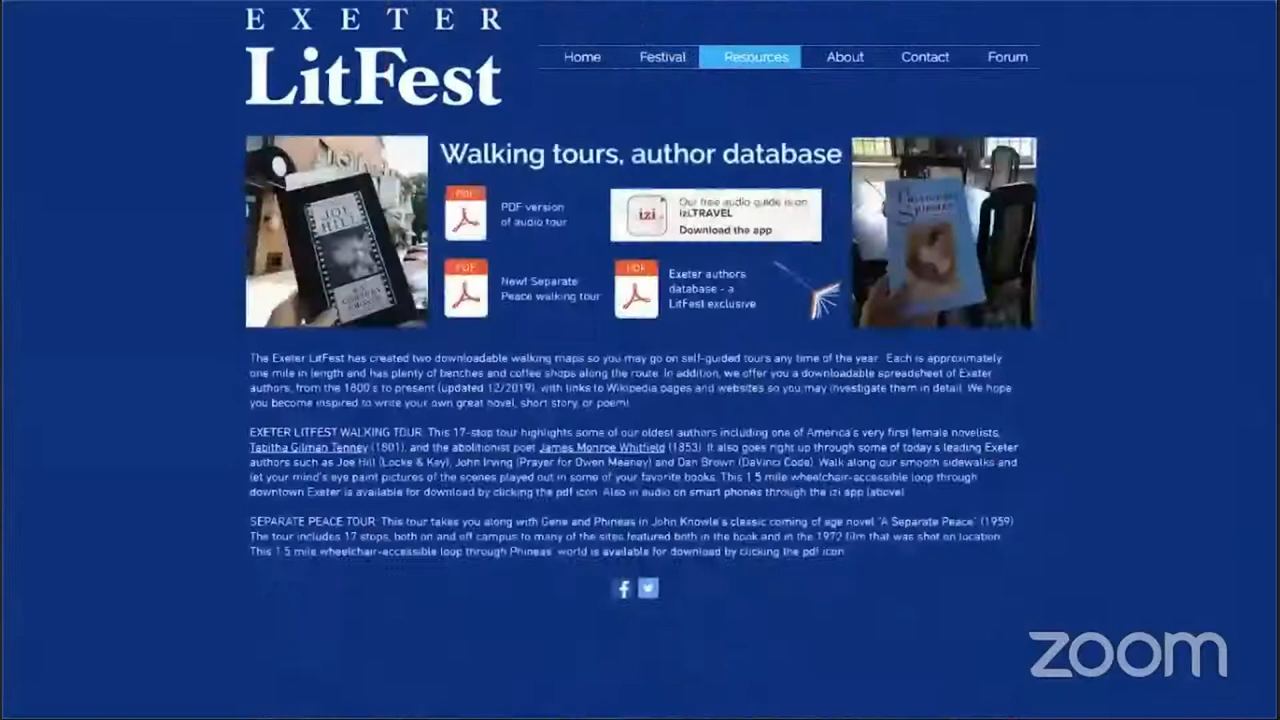 EXETER
LitFest
Home Festival Resources About Contact Forum
Walking tours, author database
PDF
PDF version
of audio tour
izi
Our free audio guide is on
izi.TRAVEL
Download the app
PDF
New! Separate
Peace walking tour
PDF
Exeter authors
database - a
LitFest exclusive
JOE
HILL
The Exeter LitFest has created two downloadable walking maps so you may go on self-guided tours any time of the year. Each is approximately
one mile in length and has plenty of benches and coffee shops along the route. In addition, we offer you a downloadable spreadsheet of Exeter
authors, from the 1800's to present (updated 12/2019), with links to Wikipedia pages and websites so you may investigate them in detail. We hope
you become inspired to write your own great novel, short story, or poem!
EXETER LITFEST WALKING TOUR: This 17-stop tour highlights some of our oldest authors including one of America's very first female novelists,
Tabitha Gilman Tenney (1801), and the abolitionist poet James Monroe Whitfield (1853). It also goes right up through some of today's leading Exeter
authors such as Joe Hill (Locke & Key), John Irving (Prayer for Owen Meaney) and Dan Brown (DaVinci Code). Walk along our smooth sidewalks and
let your mind's eye paint pictures of the scenes played out in some of your favorite books. This 1.5 mile wheelchair-accessible loop through
downtown Exeter is available for download by clicking the pdf icon. Also in audio on smart phones through the izi app (above)
SEPARATE PEACE TOUR: This tour takes you along with Gene and Phineas in John Knowle's classic coming of age novel "A Separate Peace" (1959)
The tour includes 17 stops, both on and off campus to many of the sites featured both in the book and in the 1972 film that was shot on location.
This 1.5 mile wheelchair-accessible loop through Phineas' world is available for download by clicking the pdf icon
zoom